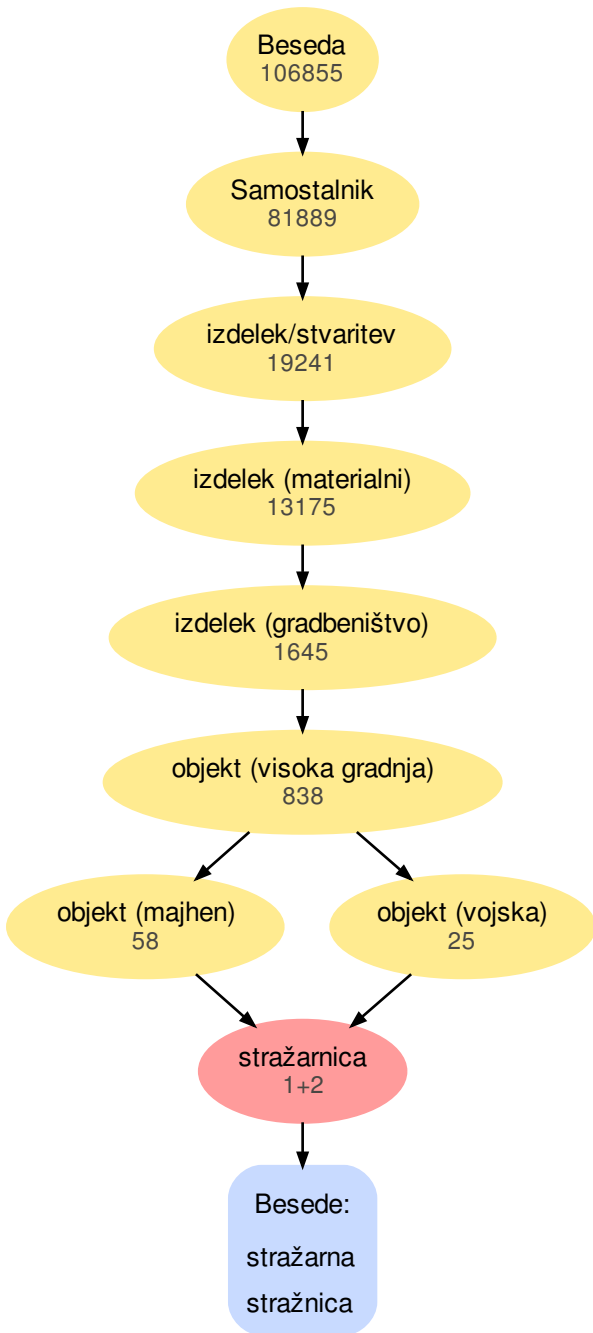 Beseda
106855
Samostalnik
81889
izdelek/stvaritev
19241
izdelek (materialni)
13175
izdelek (gradbeništvo)
1645
objekt (visoka gradnja)
838
objekt (majhen)
58
objekt (vojska)
25
stražarnica
1+2
Besede:
stražarna
stražnica